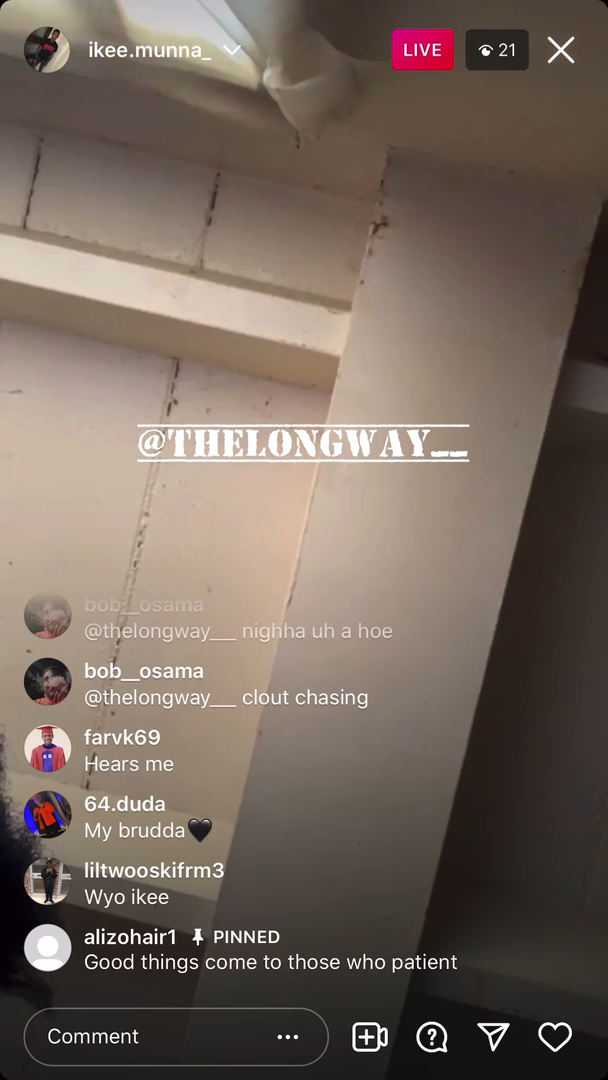 ikee.munna_
LIVE
21
@THELONGWAY__
bob__osama
@thelongway___ nighha uh a hoe
bob__osama
@thelongway___ clout chasing
farvk69
Hears me
64.duda
My brudda🖤
liltwooskifrm3
Wyo ikee
alizohair1 PINNED
Good things come to those who patient
Comment